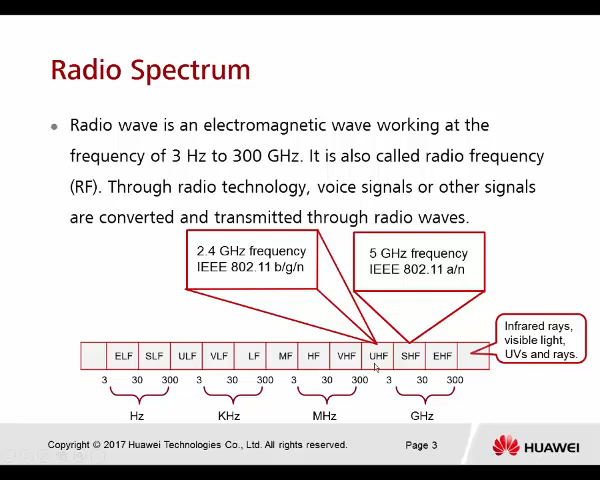 Radio Spectrum
Radio wave is an electromagnetic wave working at the
frequency of 3 Hz to 300 GHz. It is also called radio frequency
(RF). Through radio technology, voice signals or other signals
are converted and transmitted through radio waves.
2.4 GHz frequency
IEEE 802.11 b/g/n
5 GHz frequency
IEEE 802.11 a/n
Infrared rays,
visible light,
UVs and rays.
ELF SLF ULF VLF LF MF HF VHF UHF SHF EHF
3 30 300 3 30 300 3 30 300 3 30 300
Hz KHz MHz GHz
Copyright © 2017 Huawei Technologies Co., Ltd. All rights reserved. Page 3 HUAWEI